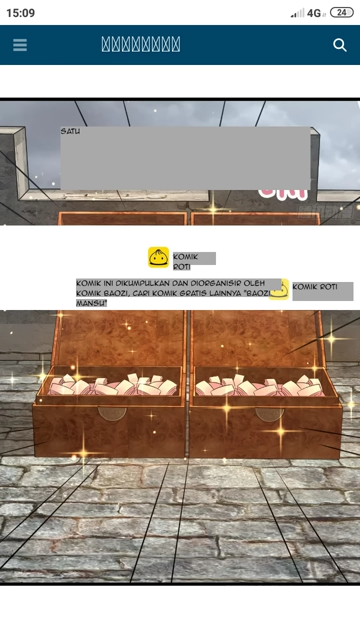 15:09
4G
24
SATU
KOMIK
ROTI
KOMIK INI DIKUMPULKAN DAN DIORGANISIR OLEH
KOMIK BAOZI, CARI KOMIK GRATIS LAINNYA "BAOZI
MANSU"
KOMIK ROTI